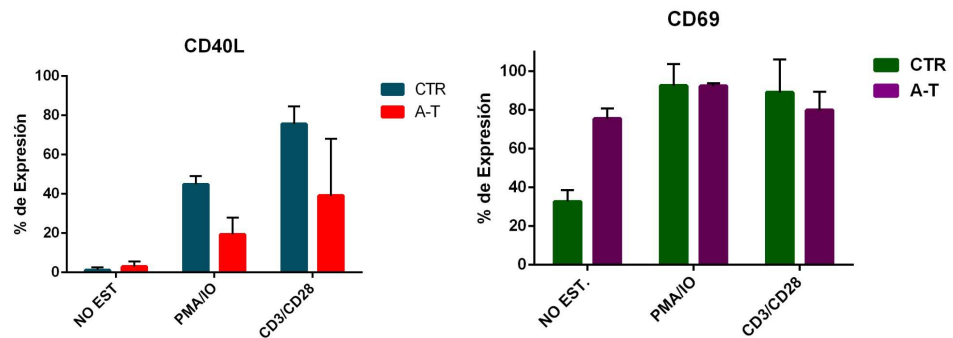 CD40L
% de Expresión
100
80
60
40
20
0
NO EST
PMA/IO
CD3/CD28
CTR
A-T
CD69
% de Expresión
100
80
60
40
20
0
NO EST.
PMA/IO
CD3/CD28
CTR
A-T